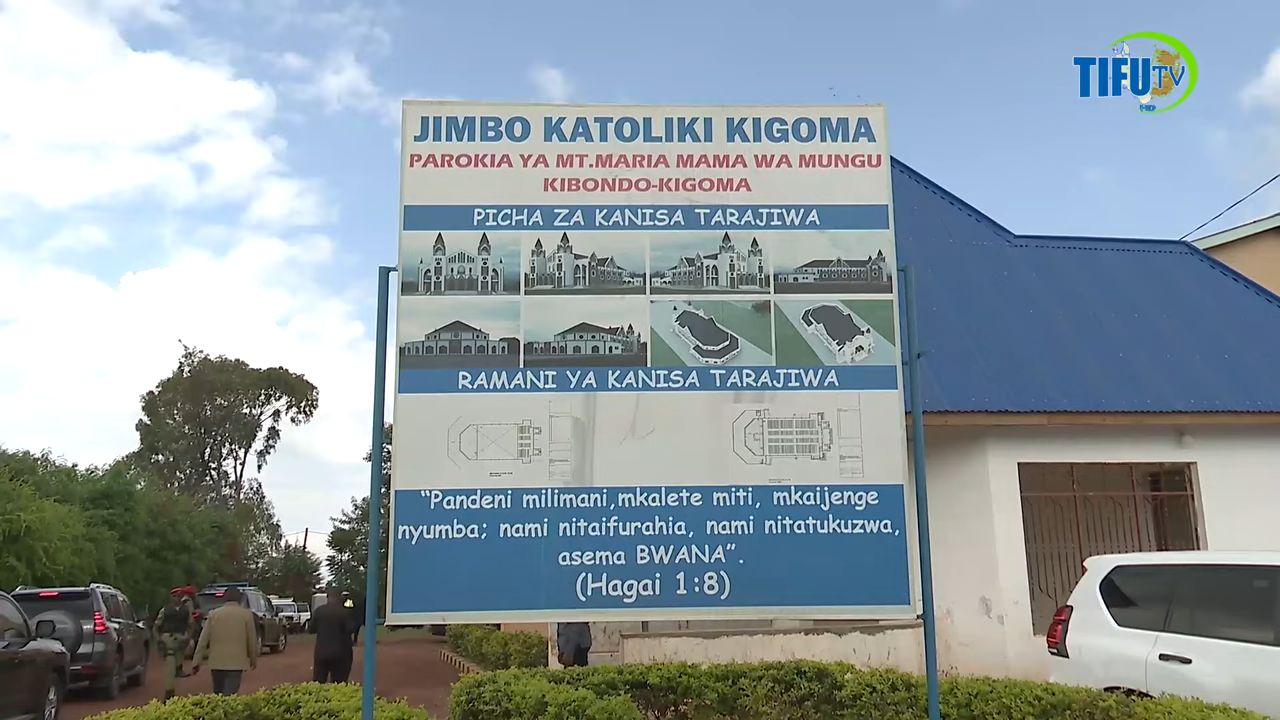 TIFU TV
HD
JIMBO KATOLIKI KIGOMA
PAROKIA YA MT.MARIA MAMA WA MUNGU
KIBONDO-KIGOMA
PICHA ZA KANISA TARAJIWA
RAMANI YA KANISA TARAJIWA
“Pandeni milimani,mkalete miti, mkaijenge
nyumba; nami nitaifurahia, nami nitatukuzwa,
asema BWANA”.
(Hagai 1:8)